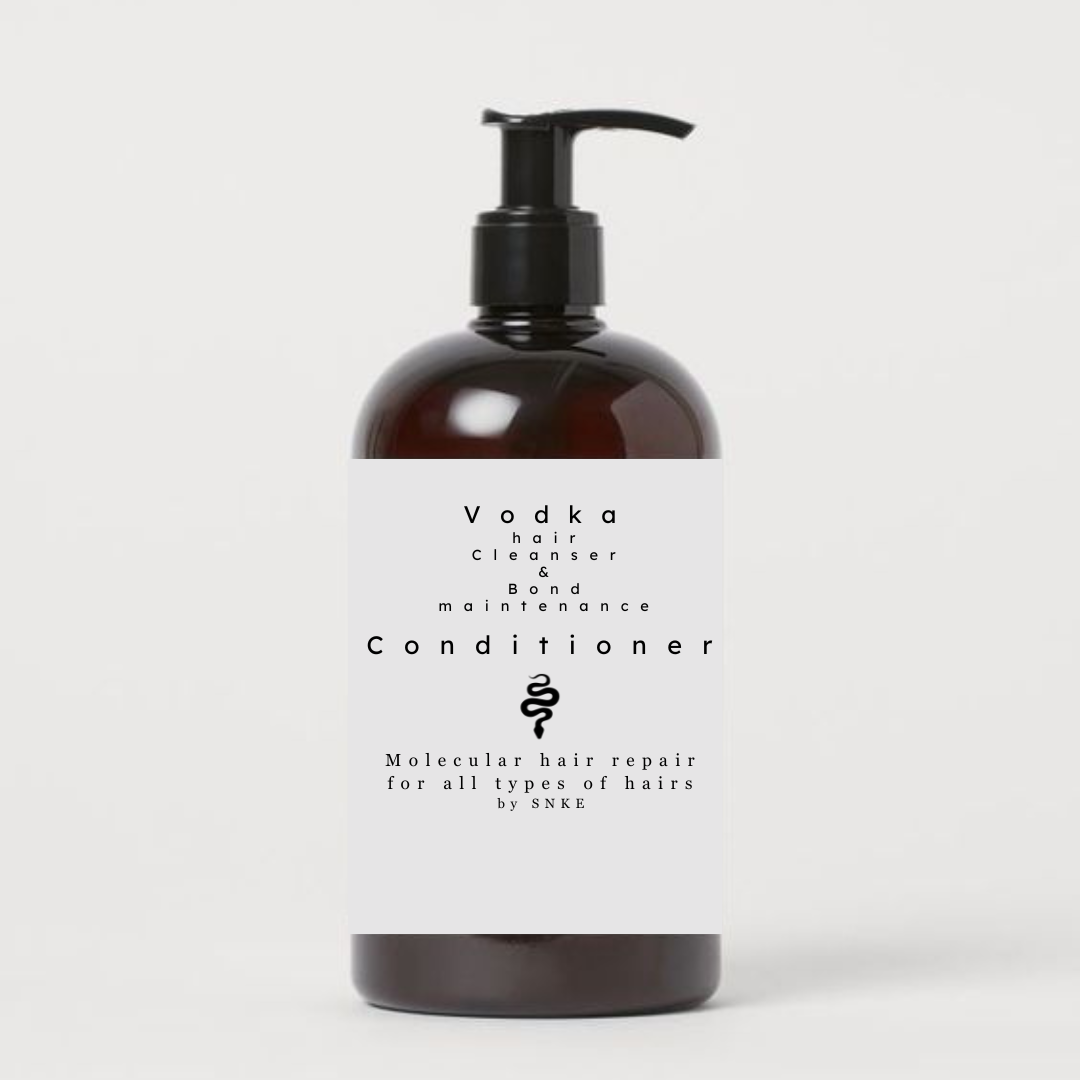 Vodka
hair
Cleanser
&
Bond
maintenance
Conditioner
Molecular hair repair
for all types of hairs
by SNKE